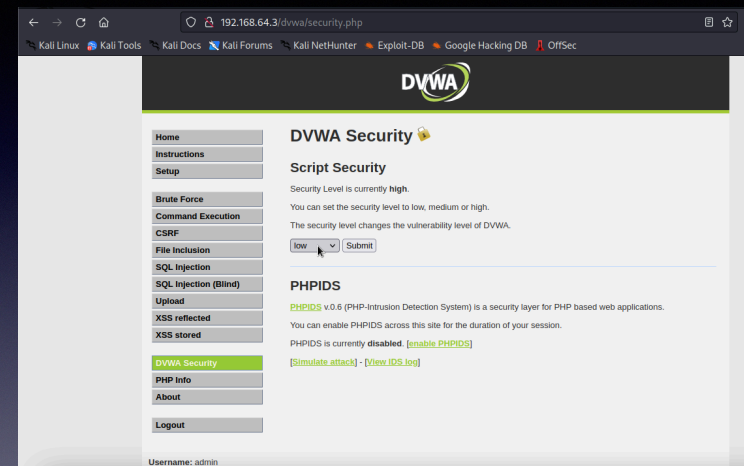 192.168.64.3/dvwa/security.php
Kali Linux Kali Tools Kali Docs Kali Forums Kali NetHunter Exploit-DB Google Hacking DB OffSec
DVWA
Home
Instructions
Setup
Brute Force
Command Execution
CSRF
File Inclusion
SQL Injection
SQL Injection (Blind)
Upload
XSS reflected
XSS stored
DVWA Security
PHP Info
About
Logout
Username: admin
DVWA Security
Script Security
Security Level is currently high.
You can set the security level to low, medium or high.
The security level changes the vulnerability level of DVWA.
low Submit
PHPIDS
PHPIDS v.0.6 (PHP-Intrusion Detection System) is a security layer for PHP based web applications.
You can enable PHPIDS across this site for the duration of your session.
PHPIDS is currently disabled. [enable PHPIDS]
[Simulate attack] - [View IDS log]